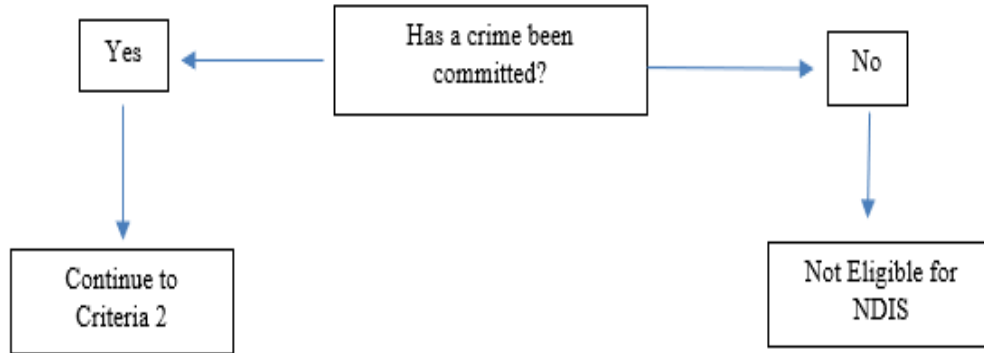 Has a crime been
committed?
Yes
No
Continue to
Criteria 2
Not Eligible for
NDIS